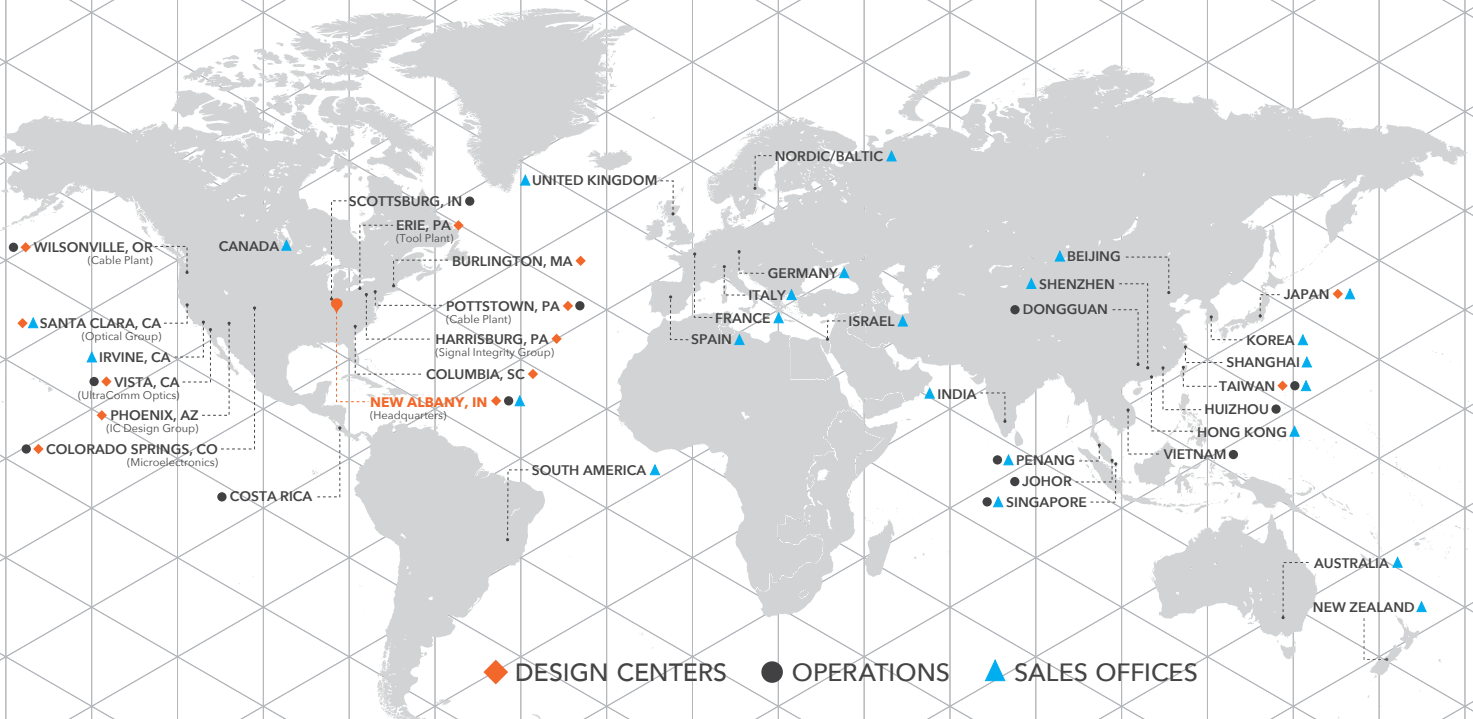 NORDIC/BALTIC
UNITED KINGDOM
SCOTTSBURG, IN
ERIE, PA
(Tool Plant)
WILSONVILLE, OR
(Cable Plant)
CANADA
BURLINGTON, MA
POTTSTOWN, PA
(Cable Plant)
SANTA CLARA, CA
(Optical Group)
HARRISBURG, PA
(Signal Integrity Group)
IRVINE, CA
COLUMBIA, SC
VISTA, CA
(UltraComm Optics)
NEW ALBANY, IN
(Headquarters)
PHOENIX, AZ
(IC Design Group)
COLORADO SPRINGS, CO
(Microelectronics)
COSTA RICA
SOUTH AMERICA
GERMANY
ITALY
FRANCE
SPAIN
ISRAEL
INDIA
BEIJING
SHENZHEN
DONGGUAN
JAPAN
KOREA
SHANGHAI
TAIWAN
HUIZHOU
HONG KONG
VIETNAM
PENANG
JOHOR
SINGAPORE
AUSTRALIA
NEW ZEALAND
DESIGN CENTERS
OPERATIONS
SALES OFFICES